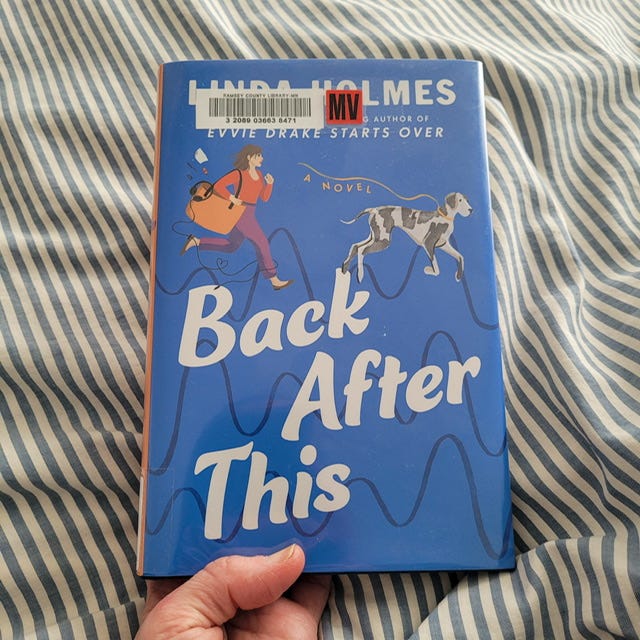 LINDA HOLMES
RAMSEY COUNTY LIBRARY-MN
3 2089 03663 8471
MV
AUTHOR OF
EVVIE DRAKE STARTS OVER
A NOVEL
Back
After
This